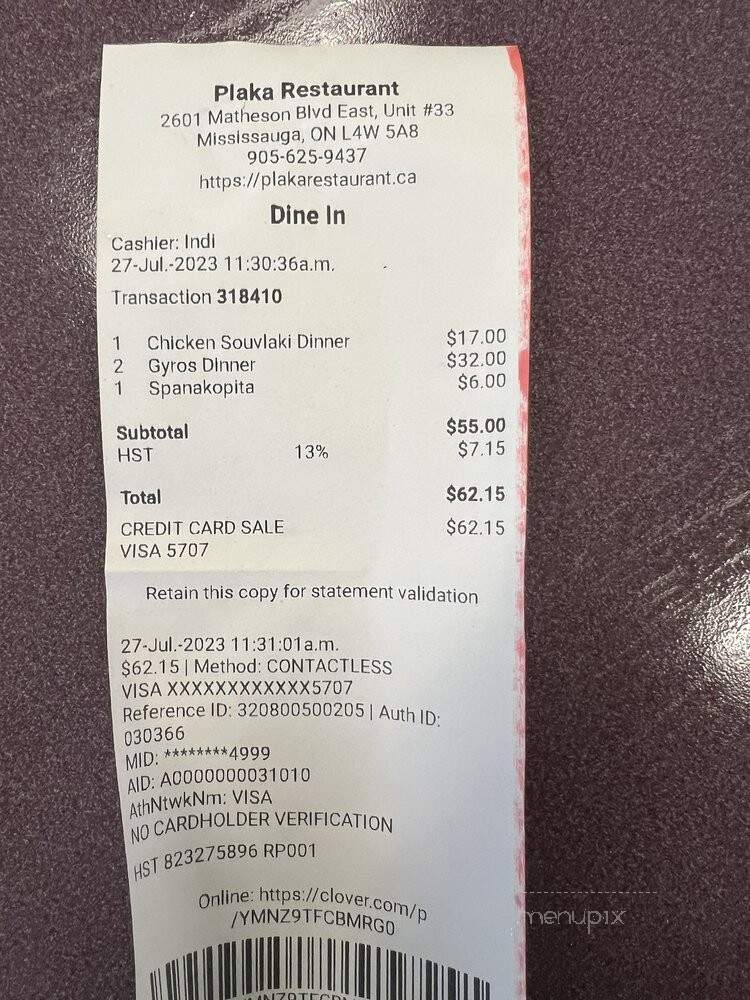 Plaka Restaurant
2601 Matheson Blvd East, Unit #33
Mississauga, ON L4W 5A8
905-625-9437
https://plakarestaurant.ca
Dine In
Cashier: Indi
27-Jul.-2023 11:30:36a.m.
Transaction 318410
1 Chicken Souvlaki Dinner $17.00
2 Gyros Dinner $32.00
1 Spanakopita $6.00
Subtotal $55.00
HST 13% $7.15
Total $62.15
CREDIT CARD SALE $62.15
VISA 5707
Retain this copy for statement validation
27-Jul.-2023 11:31:01a.m.
$62.15 | Method: CONTACTLESS
VISA XXXXXXXXXXXX5707
Reference ID: 320800500205 | Auth ID:
030366
MID: ********4999
AID: A0000000031010
AthNtwkNm: VISA
NO CARDHOLDER VERIFICATION
HST 823275896 RP001
Online: https://clover.com/p
/YMNZ9TFCBMRG0
menupix